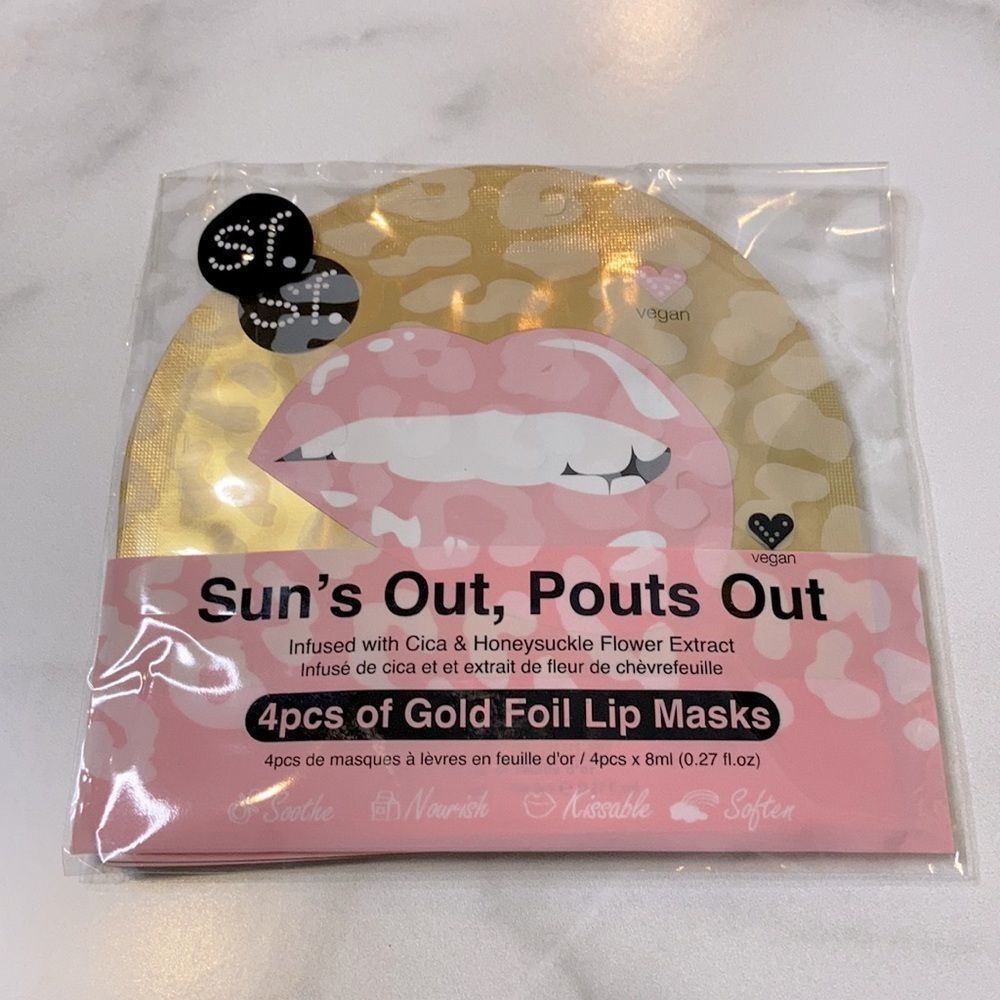 sf.
sf.
vegan
vegan
Sun's Out, Pouts Out
Infused with Cica & Honeysuckle Flower Extract
Infusé de cica et et extrait de fleur de chèvrefeuille
4pcs of Gold Foil Lip Masks
4pcs de masques à lèvres en feuille d'or / 4pcs x 8ml (0.27 fl.oz)
Soothe Nourish Kissable Soften